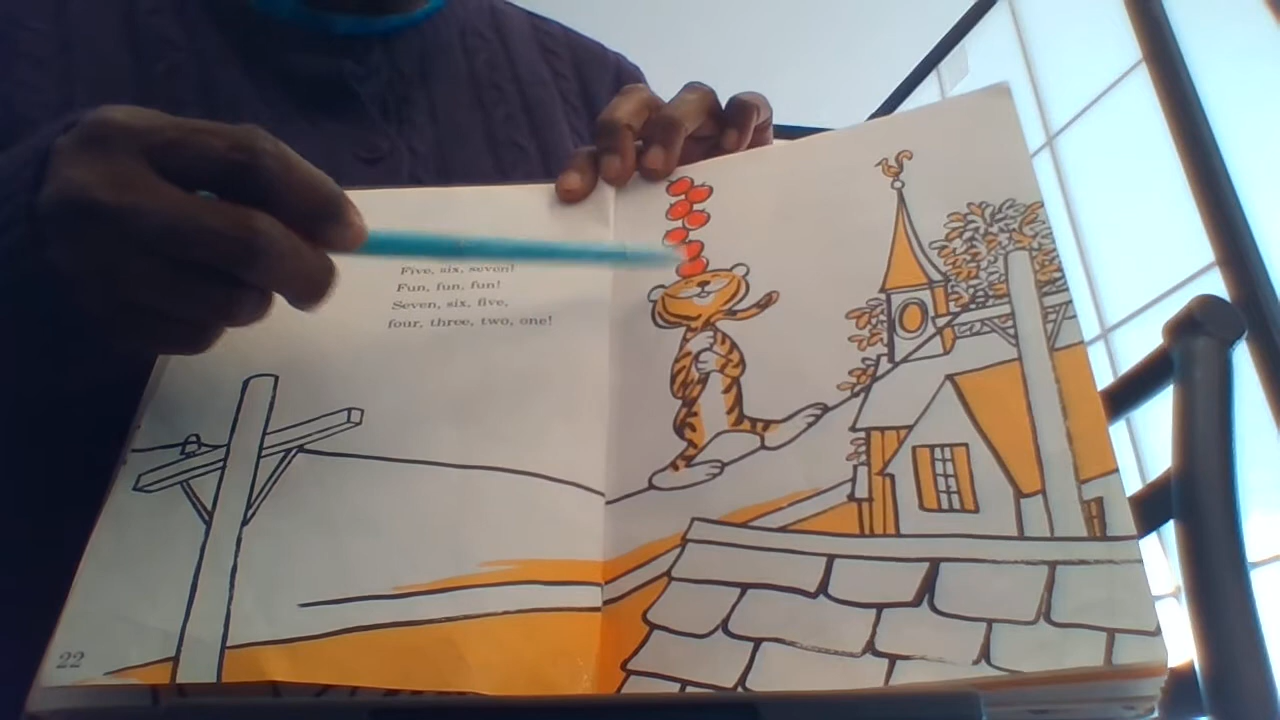 Five, six, seven!
Fun, fun, fun!
Seven, six, five,
four, three, two, one!
22